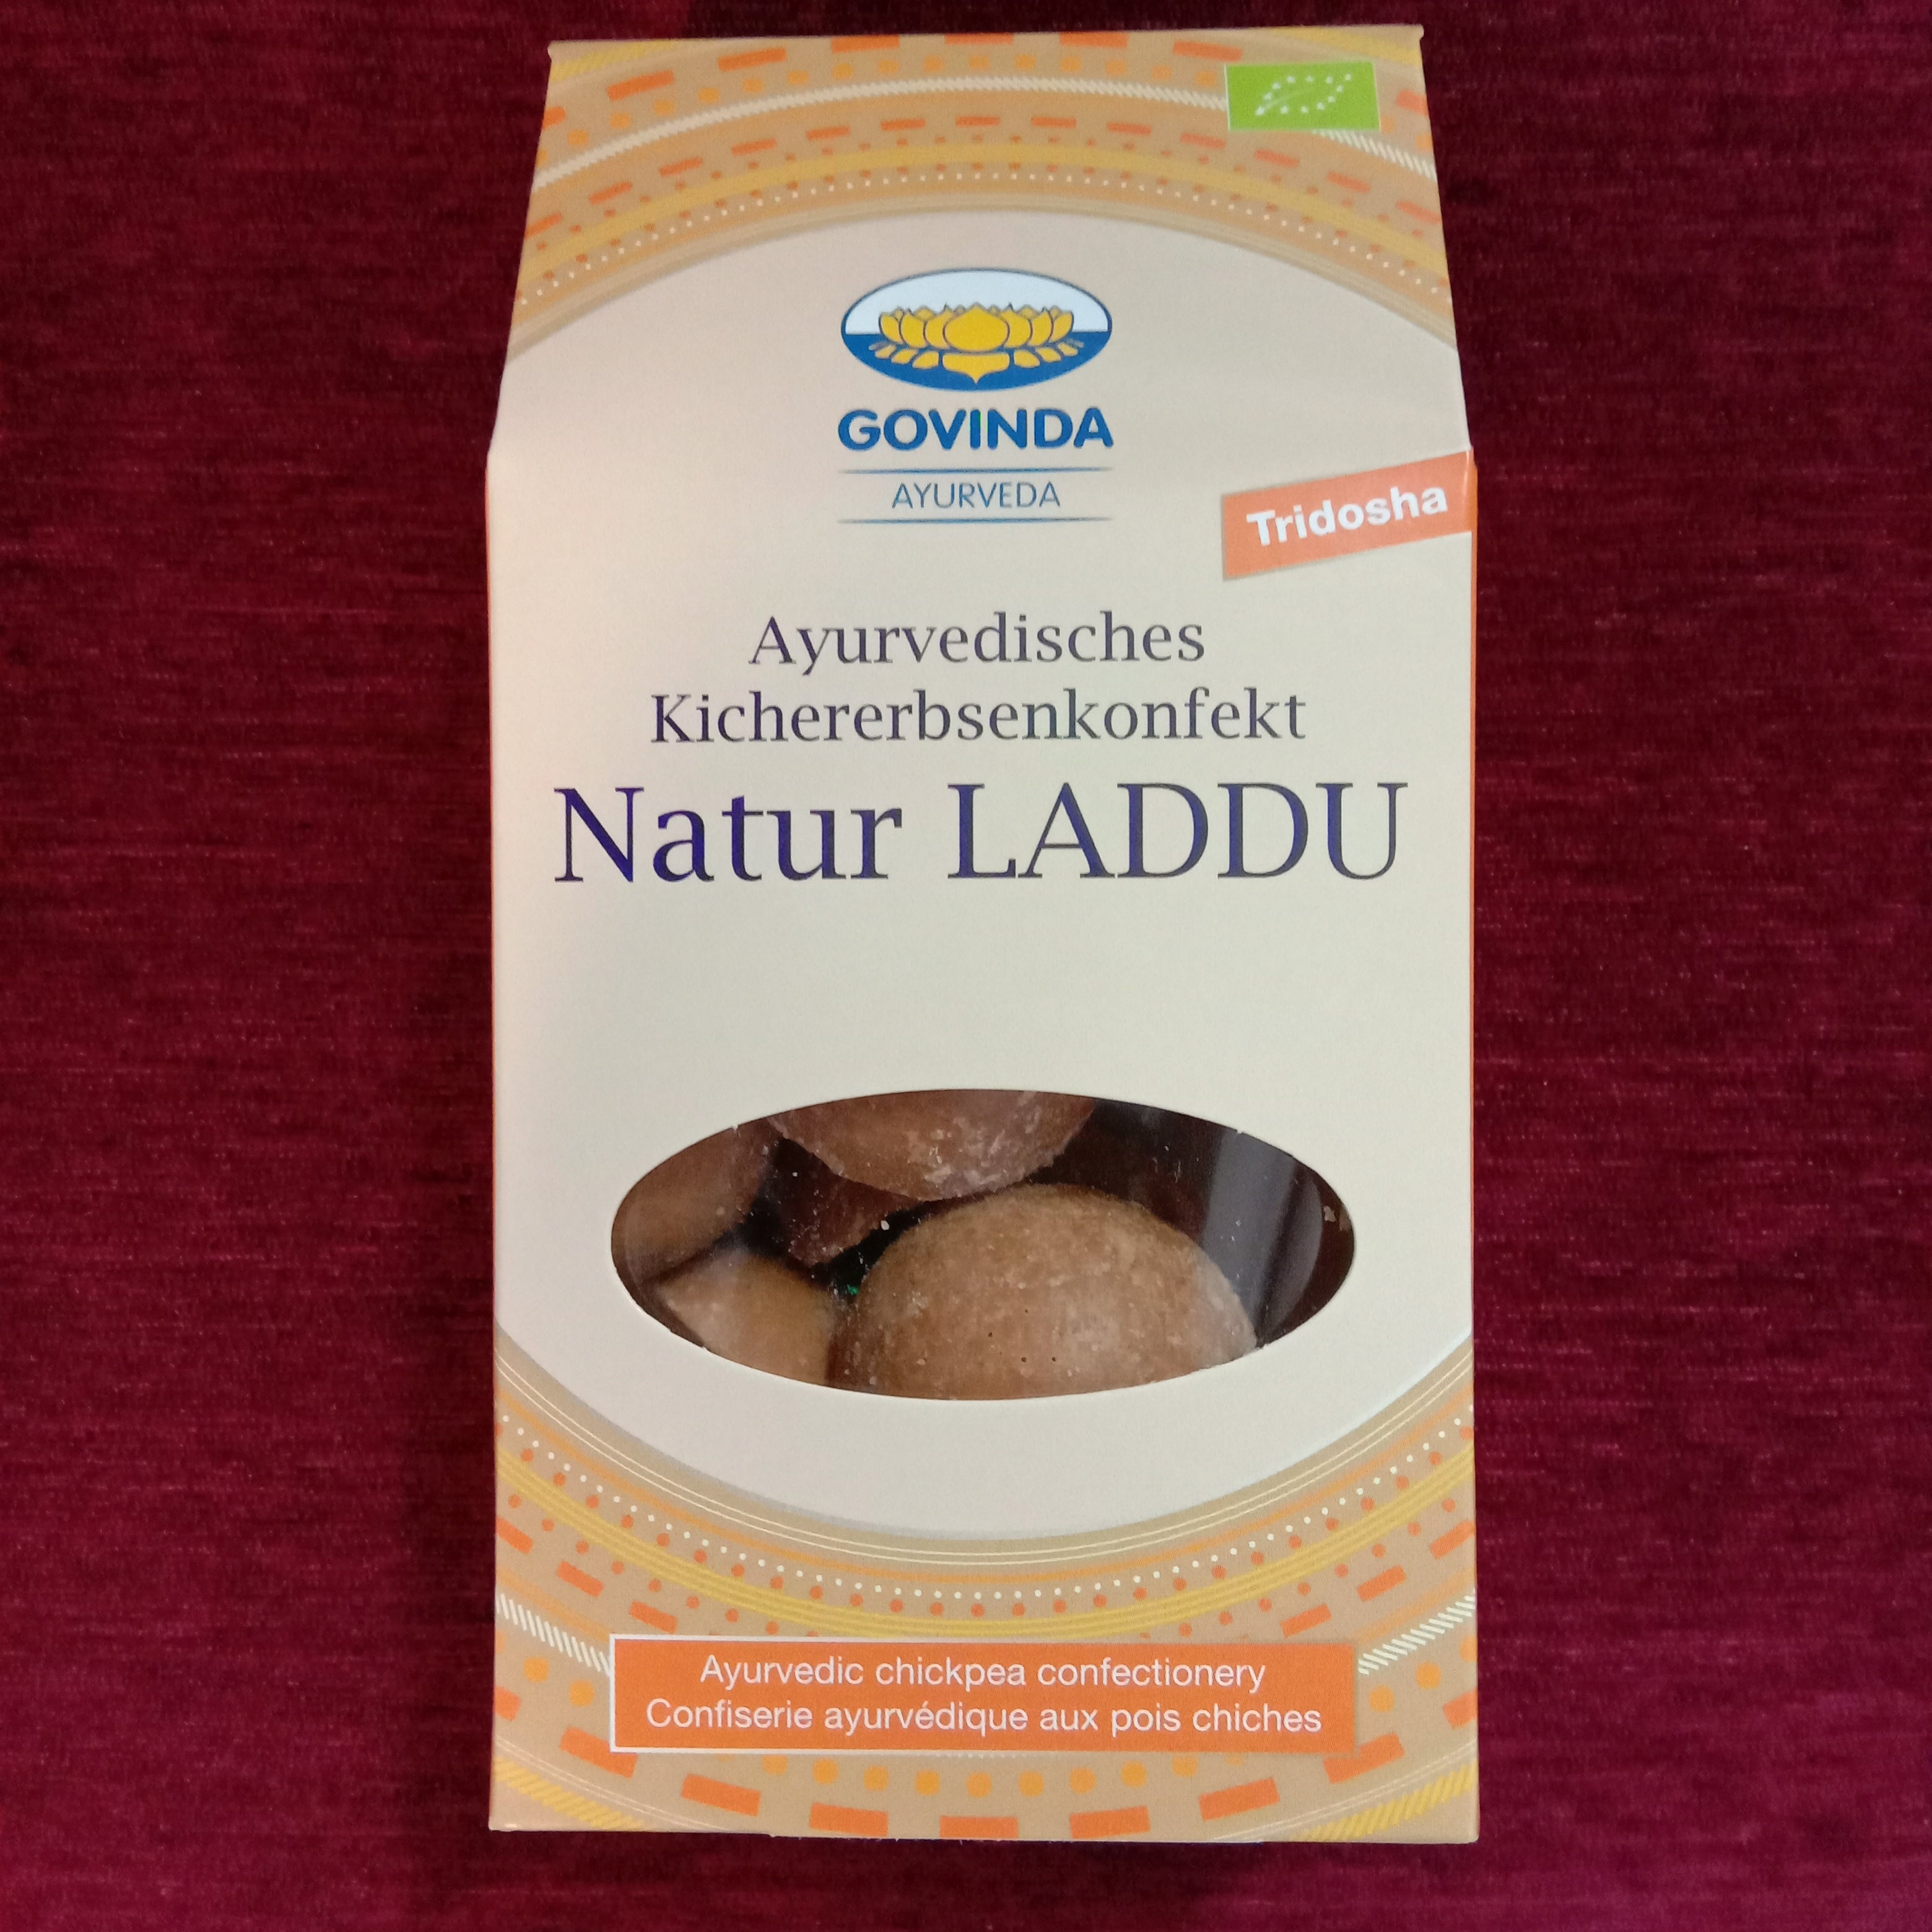 GOVINDA
AYURVEDA
Tridosha
Ayurvedisches
Kichererbsenkonfekt
Natur LADDU
Ayurvedic chickpea confectionery
Confiserie ayurvédique aux pois chiches